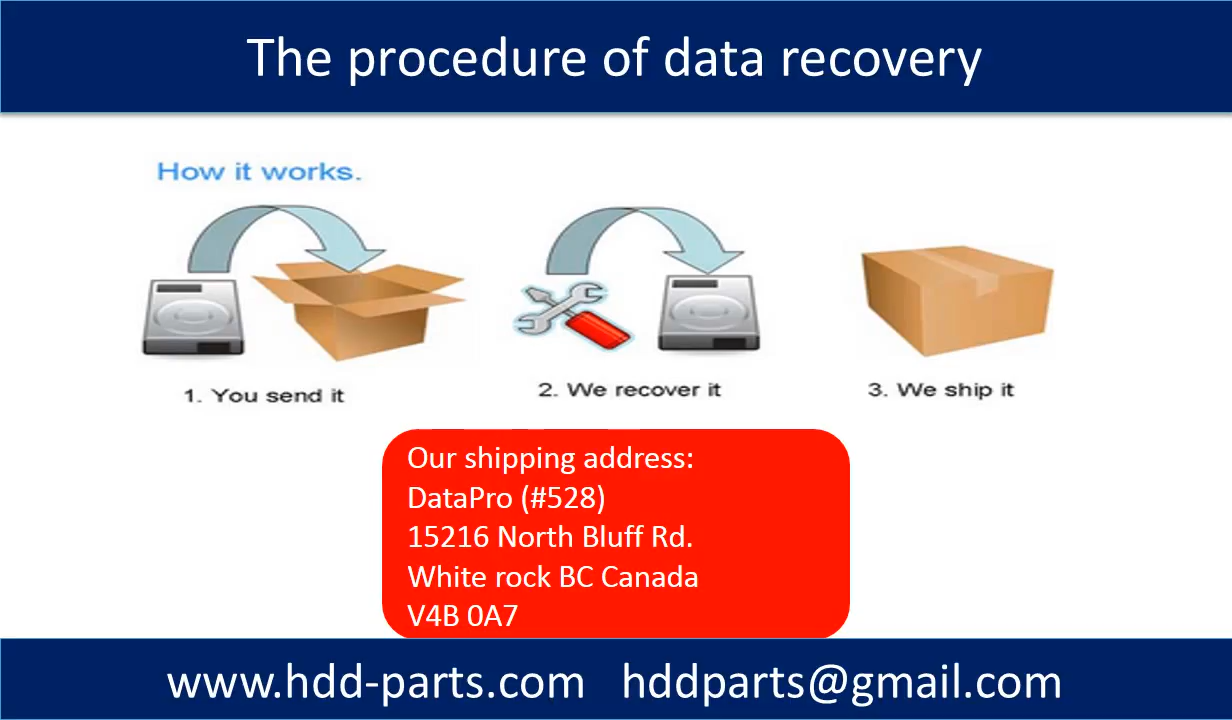 The procedure of data recovery
How it works.
1. You send it
2. We recover it
3. We ship it
Our shipping address:
DataPro (#528)
15216 North Bluff Rd.
White rock BC Canada
V4B 0A7
www.hdd-parts.com hddparts@gmail.com